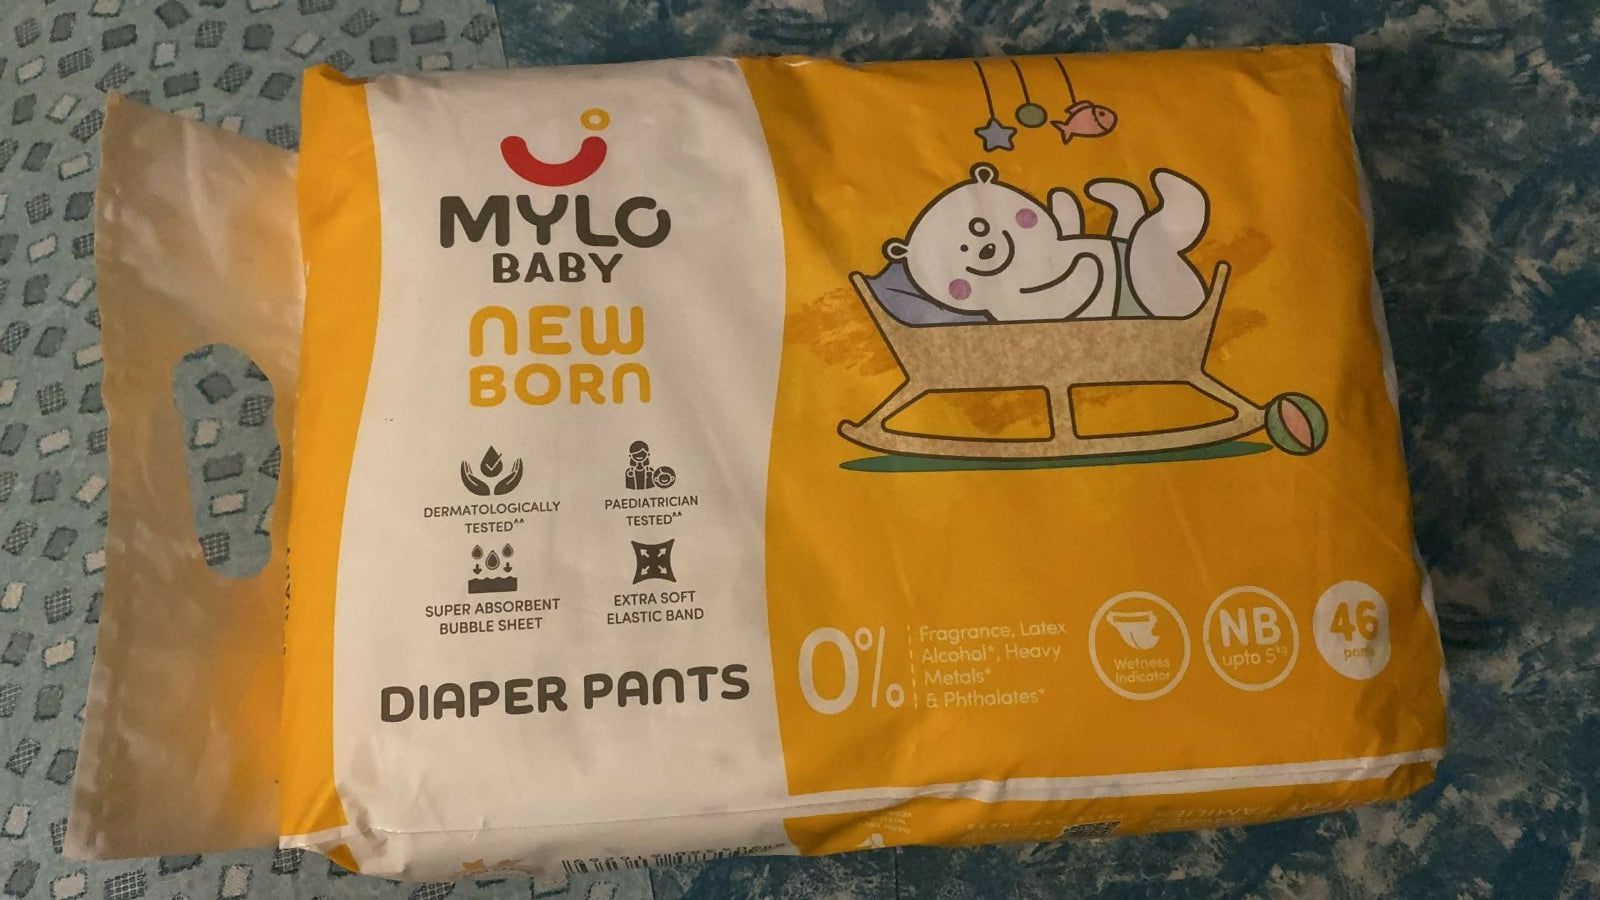 MYLO
BABY
NEW
BORN
DERMATOLOGICALLY
TESTED^^
PAEDIATRICIAN
TESTED^^
SUPER ABSORBENT
BUBBLE SHEET
EXTRA SOFT
ELASTIC BAND
DIAPER PANTS
0%
Fragrance, Latex
Alcohol*, Heavy
Metals*
& Phthalates*
Wetness
Indicator
NB
upto 5kg
46
pants